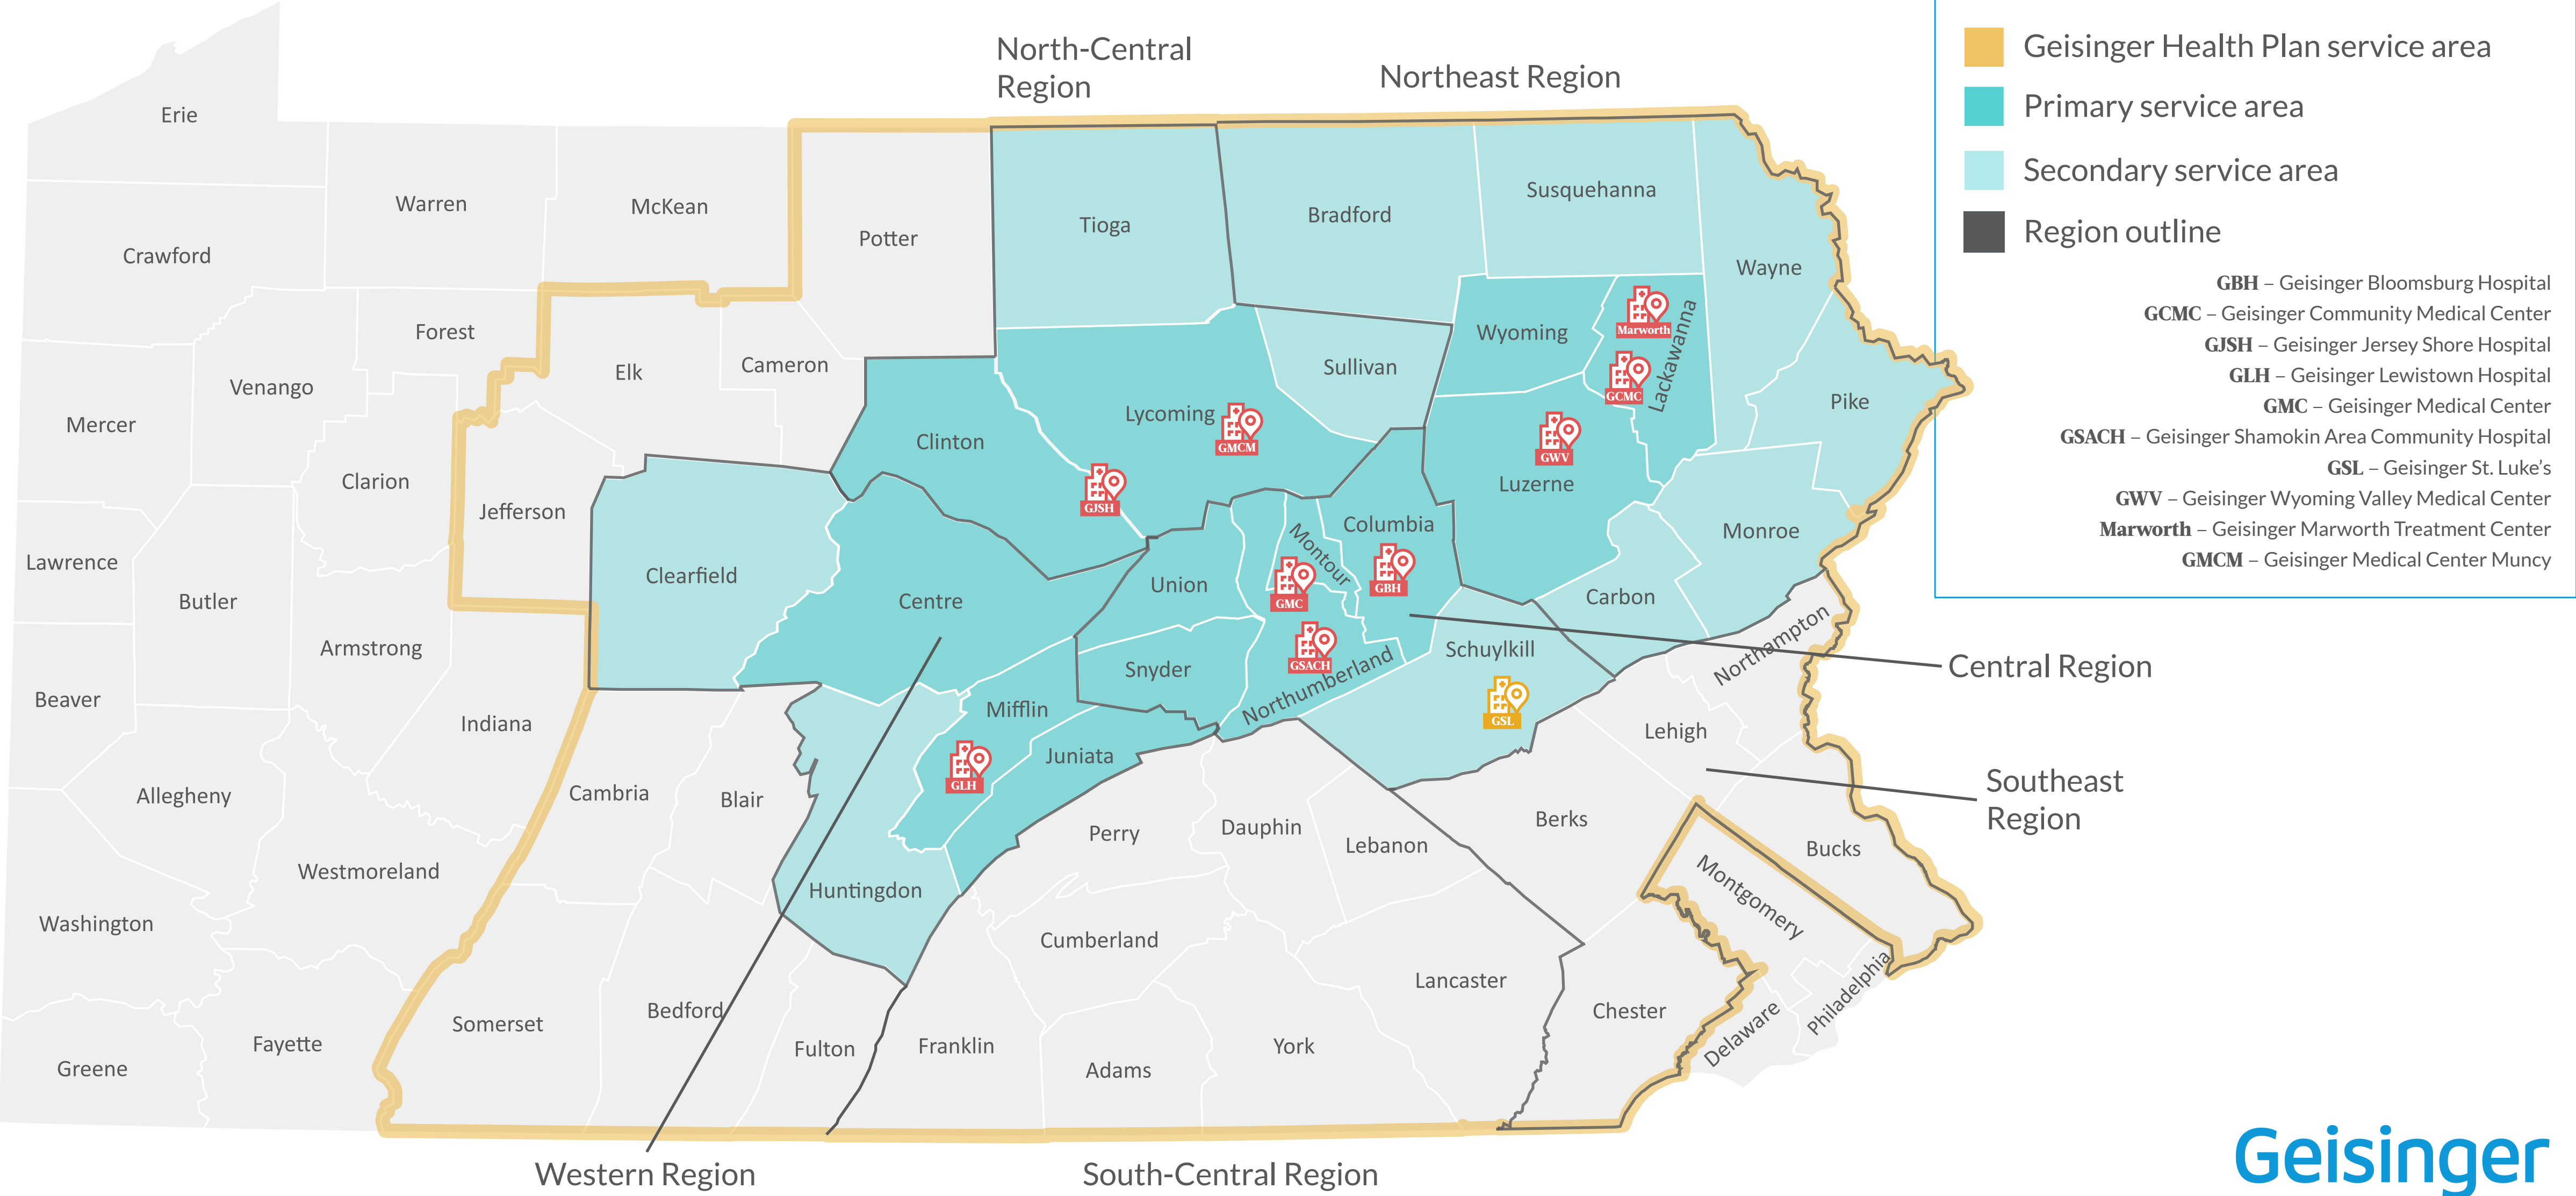 North-Central
Region
Northeast Region
Geisinger Health Plan service area
Primary service area
Secondary service area
Region outline
GBH – Geisinger Bloomsburg Hospital
GCMC – Geisinger Community Medical Center
GJSH – Geisinger Jersey Shore Hospital
GLH – Geisinger Lewistown Hospital
GMC – Geisinger Medical Center
GSACH – Geisinger Shamokin Area Community Hospital
GSL – Geisinger St. Luke's
GWV – Geisinger Wyoming Valley Medical Center
Marworth – Geisinger Marworth Treatment Center
GMCM – Geisinger Medical Center Muncy
Erie
Warren
McKean
Crawford
Potter
Tioga
Bradford
Susquehanna
Wayne
Forest
Elk
Cameron
Venango
Mercer
Clarion
Jefferson
Clinton
Lycoming
GMCM
GJSH
Sullivan
Wyoming
Marworth
GCMC
Lackawanna
Pike
GWV
Luzerne
Monroe
Carbon
Columbia
GBH
Montour
GMC
Lawrence
Butler
Clearfield
Centre
Union
Snyder
GSACH
Northumberland
Schuylkill
GSL
Northampton
Central Region
Armstrong
Beaver
Indiana
Mifflin
Juniata
GLH
Lehigh
Southeast
Region
Allegheny
Cambria
Blair
Perry
Dauphin
Lebanon
Berks
Bucks
Montgomery
Westmoreland
Huntingdon
Washington
Cumberland
Lancaster
Chester
Philadelphia
Delaware
Somerset
Bedford
Fulton
Franklin
Adams
York
Fayette
Greene
Western Region
South-Central Region
Geisinger